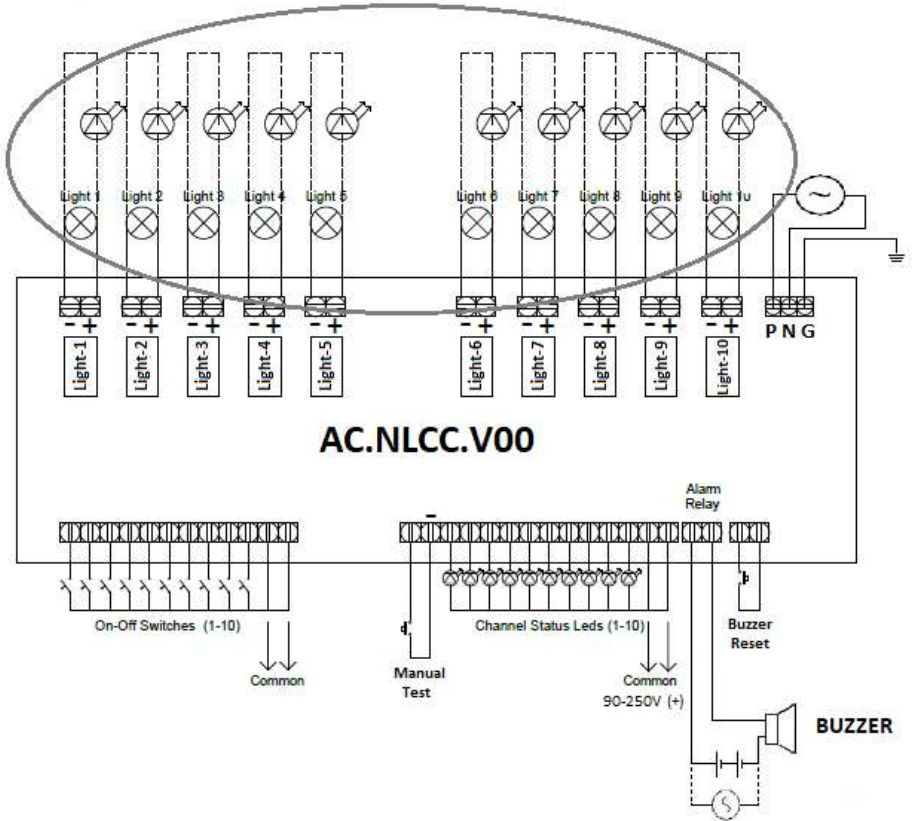 Light 1 Light 2 Light 3 Light 4 Light 5 Light 6 Light 7 Light 8 Light 9 Light 1u
- + - + - + - + - + - + - + - + - + - + P N G
Light-1 Light-2 Light-3 Light-4 Light-5 Light-6 Light-7 Light-8 Light-9 Light-10
AC.NLCC.V00
Alarm
Relay
-
On-Off Switches (1-10)
Channel Status Leds (1-10)
Buzzer
Reset
Common
Manual
Test
Common
90-250V (+)
BUZZER